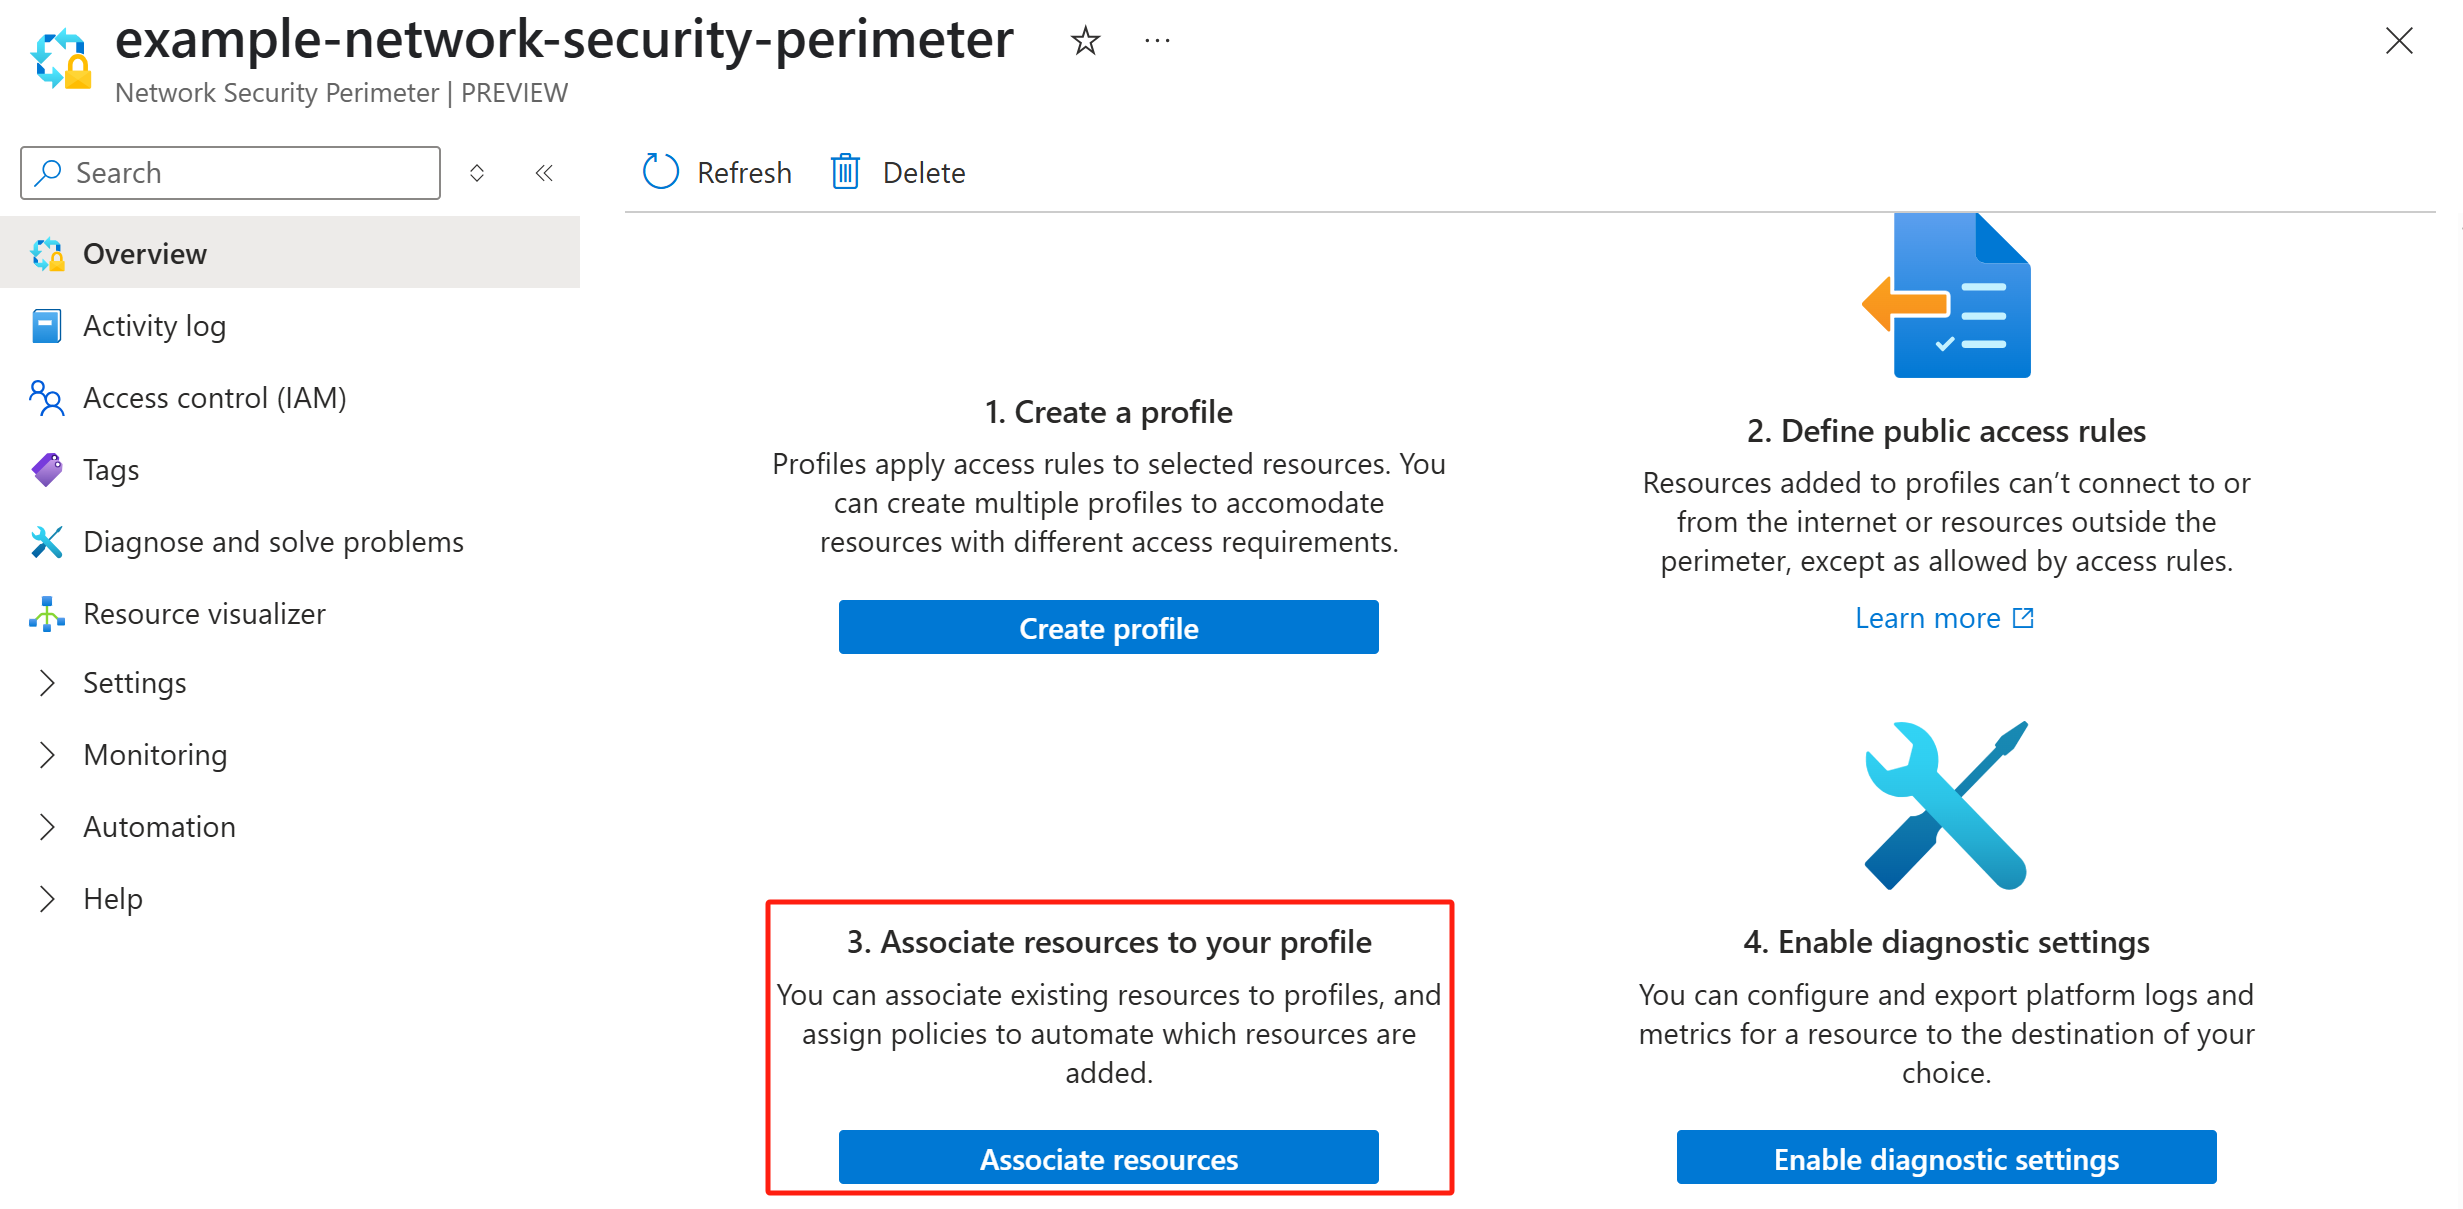 example-network-security-perimeter
Network Security Perimeter | PREVIEW
Search
Refresh
Delete
Overview
Activity log
Access control (IAM)
Tags
Diagnose and solve problems
Resource visualizer
Settings
Monitoring
Automation
Help
1. Create a profile
Profiles apply access rules to selected resources. You
can create multiple profiles to accomodate
resources with different access requirements.
Create profile
2. Define public access rules
Resources added to profiles can’t connect to or
from the internet or resources outside the
perimeter, except as allowed by access rules.
Learn more
3. Associate resources to your profile
You can associate existing resources to profiles, and
assign policies to automate which resources are
added.
Associate resources
4. Enable diagnostic settings
You can configure and export platform logs and
metrics for a resource to the destination of your
choice.
Enable diagnostic settings